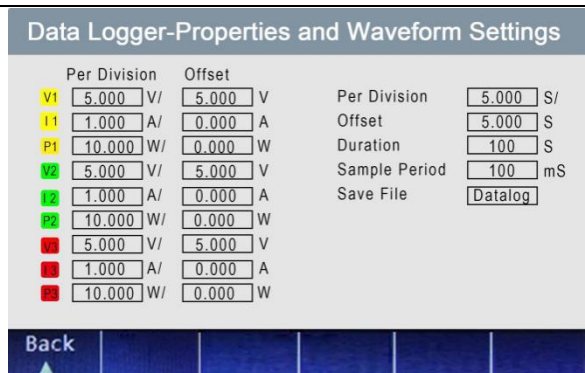 Data Logger-Properties and Waveform Settings
Per Division Offset
V1 5.000 V/ 5.000 V
I1 1.000 A/ 0.000 A
P1 10.000 W/ 0.000 W
V2 5.000 V/ 5.000 V
I2 1.000 A/ 0.000 A
P2 10.000 W/ 0.000 W
V3 5.000 V/ 5.000 V
I3 1.000 A/ 0.000 A
P3 10.000 W/ 0.000 W
Per Division 5.000 S/
Offset 5.000 S
Duration 100 S
Sample Period 100 mS
Save File Datalog
Back